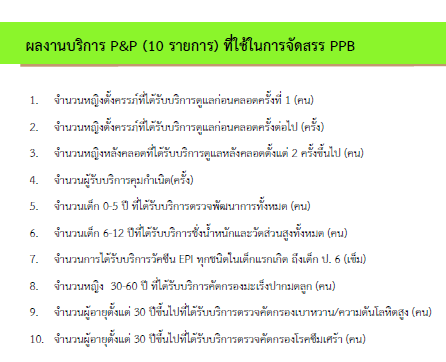 ผลงานบริการ P&P (10 รายการ) ที่ใช้ในการจัดสรร PPB
1. จำนวนหญิงตั้งครรภ์ที่ได้รับบริการดูแลก่อนคลอดครั้งที่ 1 (คน)
2. จำนวนหญิงตั้งครรภ์ที่ได้รับบริการดูแลก่อนคลอดครั้งต่อไป (ครั้ง)
3. จำนวนหญิงหลังคลอดที่ได้รับบริการดูแลหลังคลอดตั้งแต่ 2 ครั้งขึ้นไป (คน)
4. จำนวนผู้รับบริการคุมกำเนิด(ครั้ง)
5. จำนวนเด็ก 0-5 ปี ที่ได้รับบริการตรวจพัฒนาการทั้งหมด (คน)
6. จำนวนเด็ก 6-12 ปีที่ได้รับบริการชั่งน้ำหนักและวัดส่วนสูงทั้งหมด (คน)
7. จำนวนการได้รับบริการวัคซีน EPI ทุกชนิดในเด็กแรกเกิด ถึงเด็ก ป. 6 (เข็ม)
8. จำนวนหญิง 30-60 ปี ที่ได้รับบริการคัดกรองมะเร็งปากมดลูก (คน)
9. จำนวนผู้อายุตั้งแต่ 30 ปีขึ้นไปที่ได้รับบริการตรวจคัดกรองเบาหวาน/ความดันโลหิตสูง (คน)
10. จำนวนผู้อายุตั้งแต่ 30 ปีขึ้นไปที่ได้รับบริการตรวจคัดกรองโรคซึมเศร้า (คน)